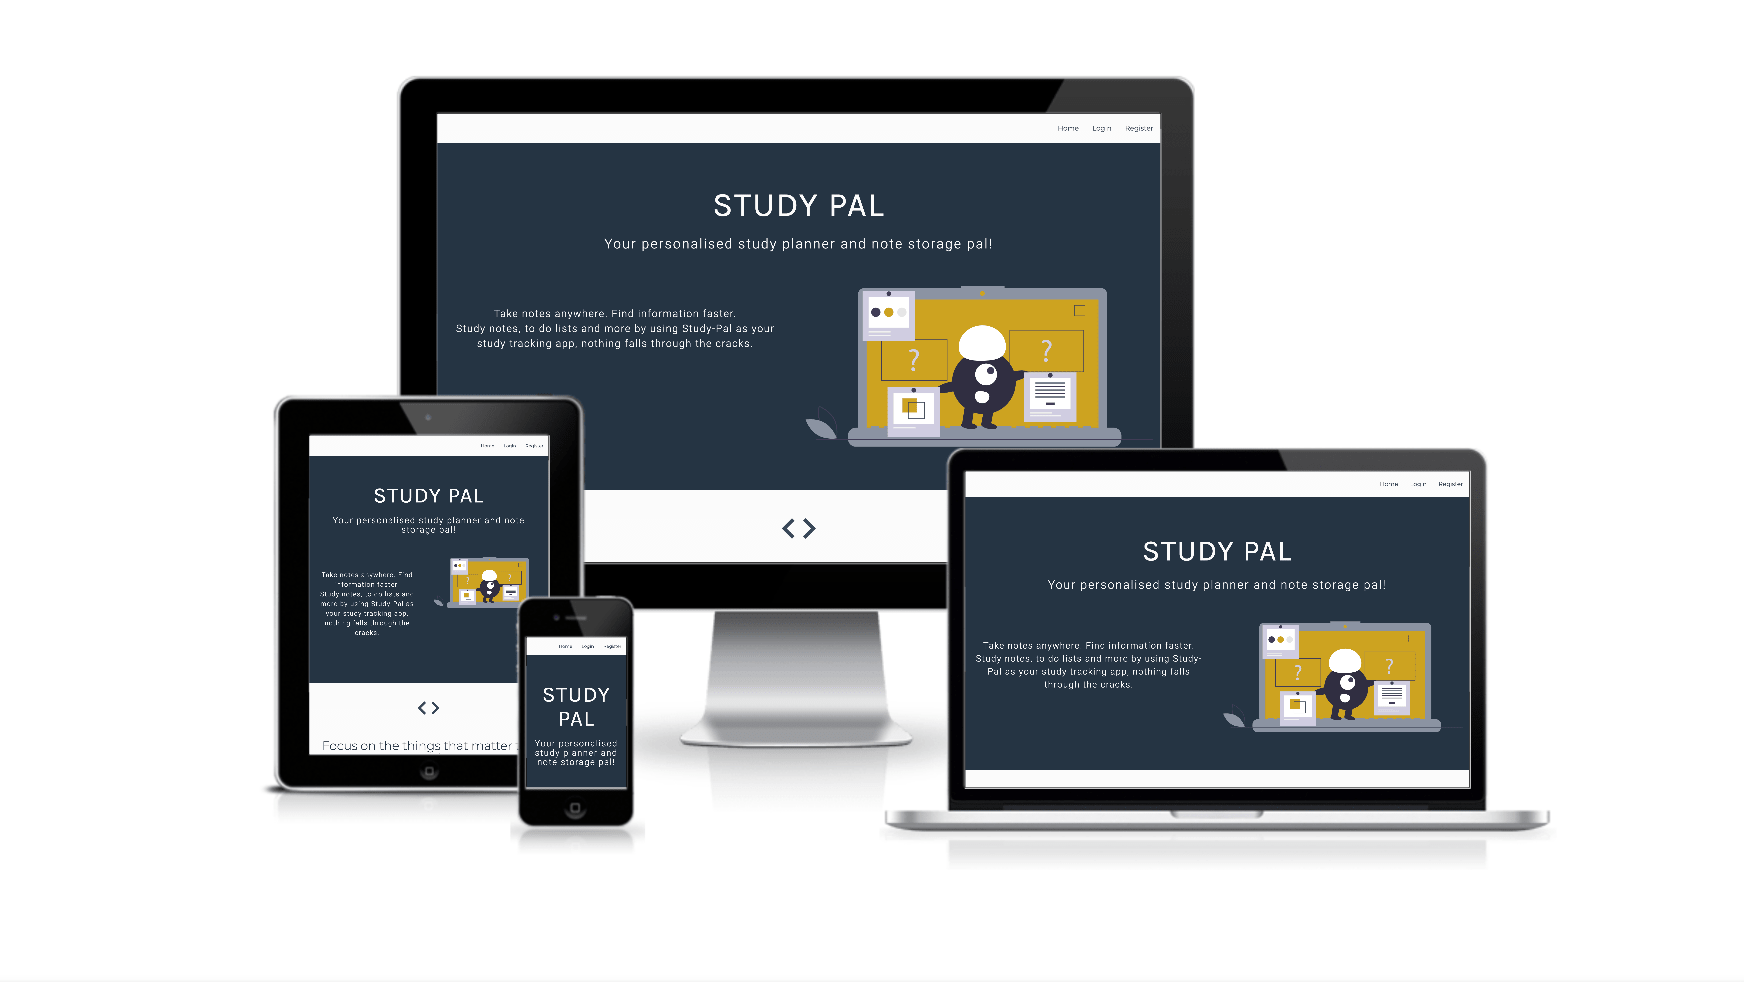 Home Login Register
STUDY PAL
Your personalised study planner and note storage pal!
Take notes anywhere. Find information faster.
Study notes, to do lists and more by using Study-Pal as your
study tracking app, nothing falls through the cracks.
?
?
Home Login Register
STUDY PAL
Your personalised study planner and note
storage pal!
Take notes anywhere. Find
information faster.
Study notes, to do lists and
more by using Study-Pal as
your study tracking app,
nothing falls through the
cracks.
?
?
Focus on the things that matter
Home Login Register
STUDY
PAL
Your personalised
study planner and
note storage pal!
Home Login Register
STUDY PAL
Your personalised study planner and note storage pal!
Take notes anywhere. Find information faster.
Study notes, to do lists and more by using Study-
Pal as your study tracking app, nothing falls
through the cracks.
?
?